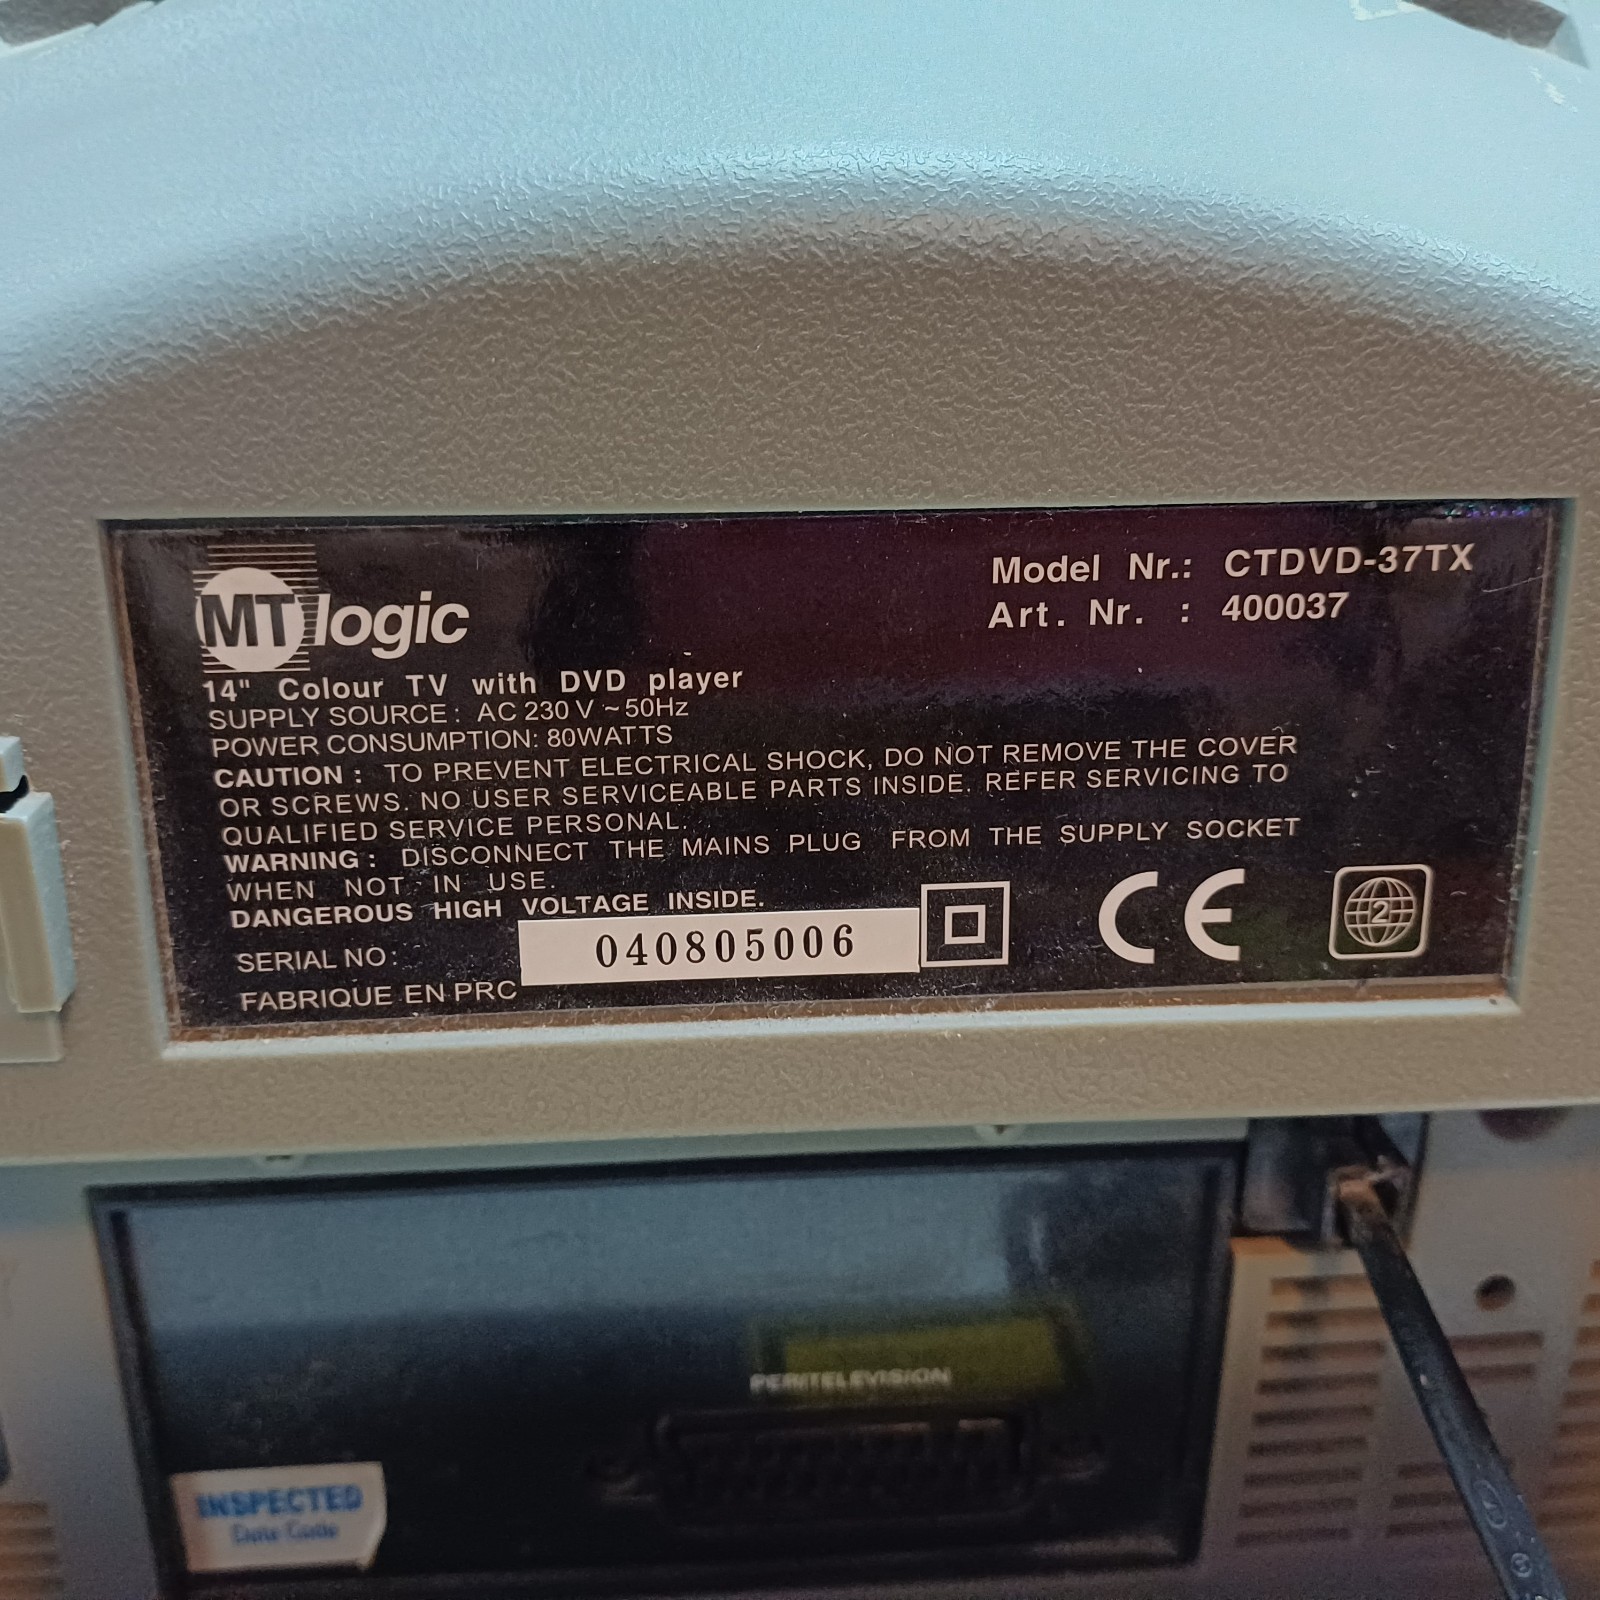 MT logic
Model Nr.: CTDVD-37TX
Art. Nr. : 400037
14" Colour TV with DVD player
SUPPLY SOURCE : AC 230 V ~ 50Hz
POWER CONSUMPTION: 80WATTS
CAUTION : TO PREVENT ELECTRICAL SHOCK, DO NOT REMOVE THE COVER
OR SCREWS. NO USER SERVICEABLE PARTS INSIDE. REFER SERVICING TO
QUALIFIED SERVICE PERSONAL.
WARNING : DISCONNECT THE MAINS PLUG FROM THE SUPPLY SOCKET
WHEN NOT IN USE.
DANGEROUS HIGH VOLTAGE INSIDE.
SERIAL NO: 040805006
CE
2
FABRIQUE EN PRC
PERITELEVISION
INSPECTED
Date Code